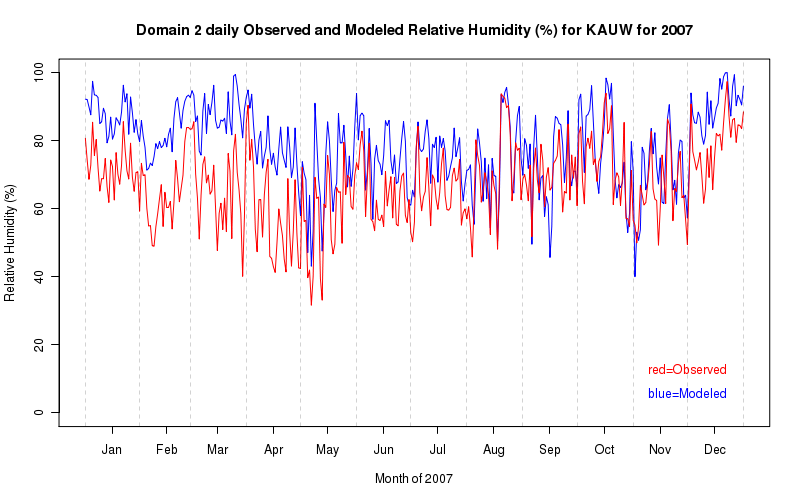 Domain 2 daily Observed and Modeled Relative Humidity (%) for KAUW for 2007
Relative Humidity (%)
100
80
60
40
20
0
red=Observed
blue=Modeled
Jan Feb Mar Apr May Jun Jul Aug Sep Oct Nov Dec
Month of 2007